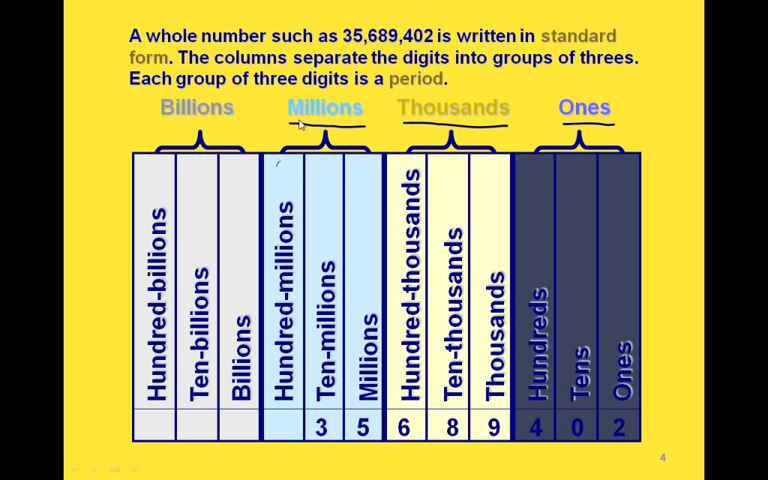 A whole number such as 35,689,402 is written in standard
form. The columns separate the digits into groups of threes.
Each group of three digits is a period.
Billions Millions Thousands Ones
Hundred-billions
Ten-billions
Billions
Hundred-millions
Ten-millions
Millions
Hundred-thousands
Ten-thousands
Thousands
Hundreds
Tens
Ones
3 5 6 8 9 4 0 2
4